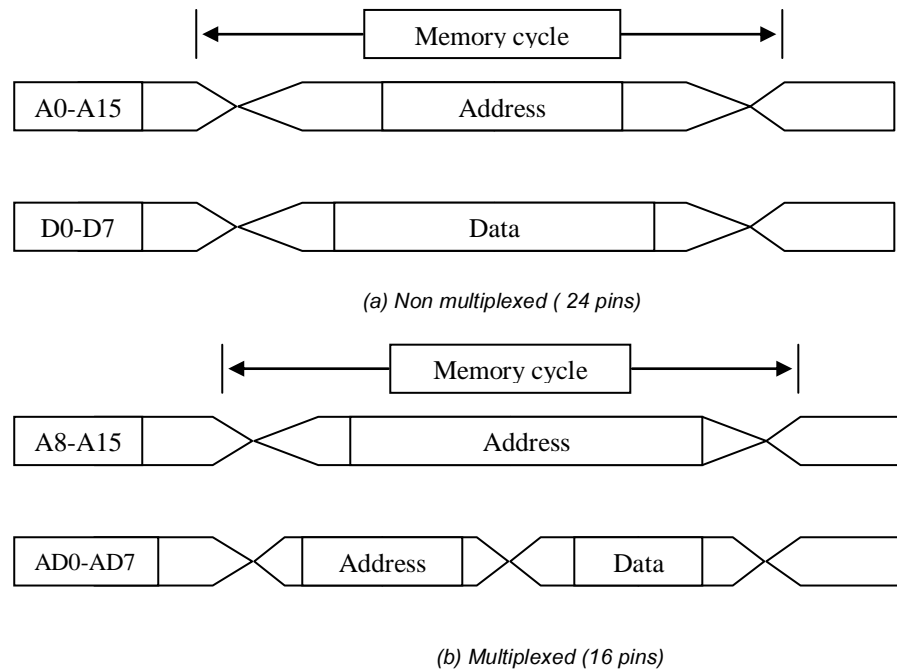 Memory cycle
A0-A15 Address
D0-D7 Data
(a) Non multiplexed ( 24 pins)
Memory cycle
A8-A15 Address
AD0-AD7 Address Data
(b) Multiplexed (16 pins)